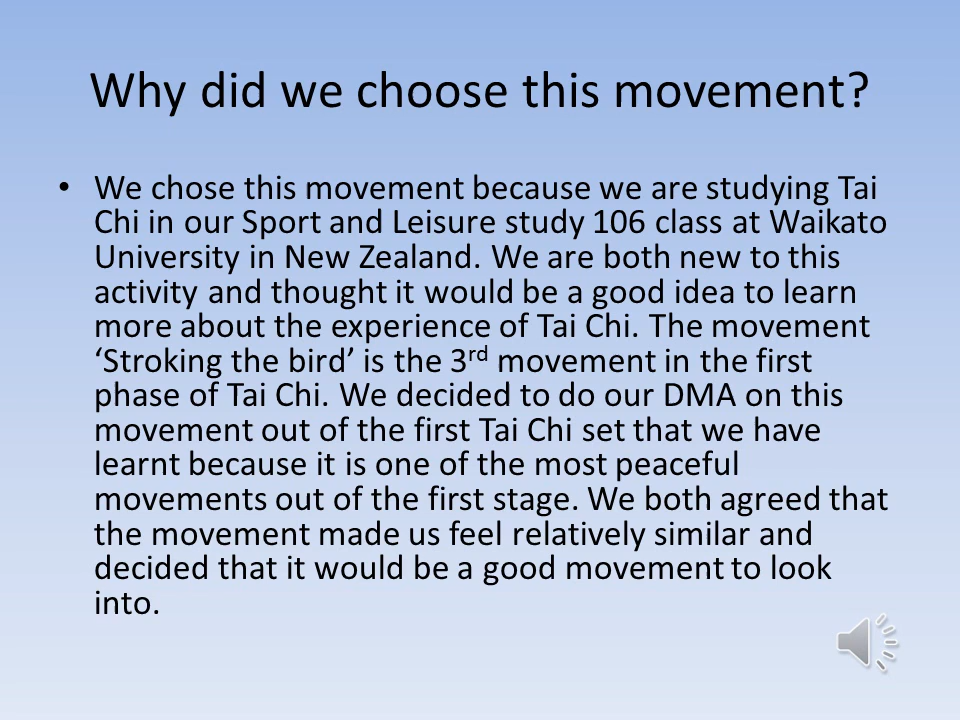 Why did we choose this movement?
• We chose this movement because we are studying Tai
Chi in our Sport and Leisure study 106 class at Waikato
University in New Zealand. We are both new to this
activity and thought it would be a good idea to learn
more about the experience of Tai Chi. The movement
‘Stroking the bird’ is the 3rd movement in the first
phase of Tai Chi. We decided to do our DMA on this
movement out of the first Tai Chi set that we have
learnt because it is one of the most peaceful
movements out of the first stage. We both agreed that
the movement made us feel relatively similar and
decided that it would be a good movement to look
into.